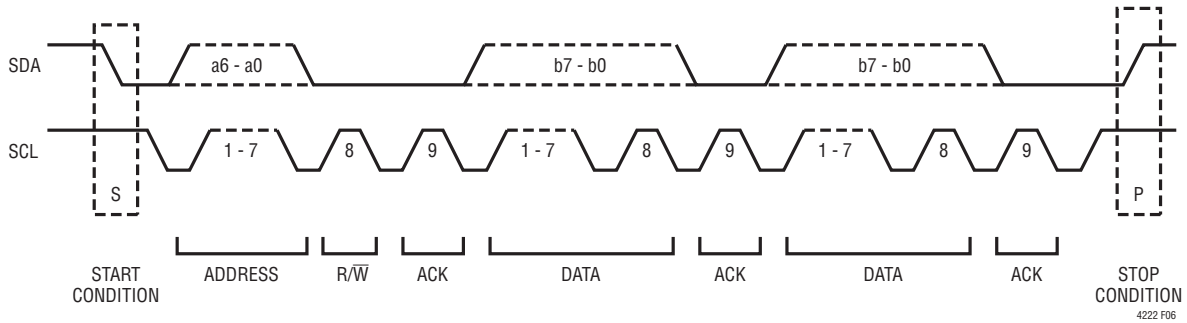 SDA
a6 - a0
b7 - b0
b7 - b0
SCL
1 - 7
8
9
1 - 7
8
9
1 - 7
8
9
S
P
START
CONDITION
ADDRESS
R/W̅
ACK
DATA
ACK
DATA
ACK
STOP
CONDITION
4222 F06